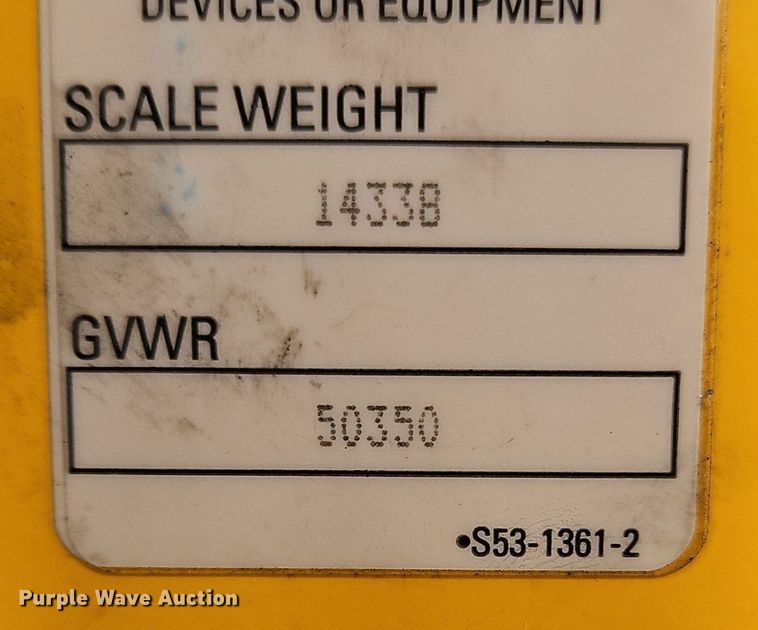 DEVICES OR EQUIPMENT
SCALE WEIGHT
14338
GVWR
50350
•S53-1361-2
Purple Wave Auction